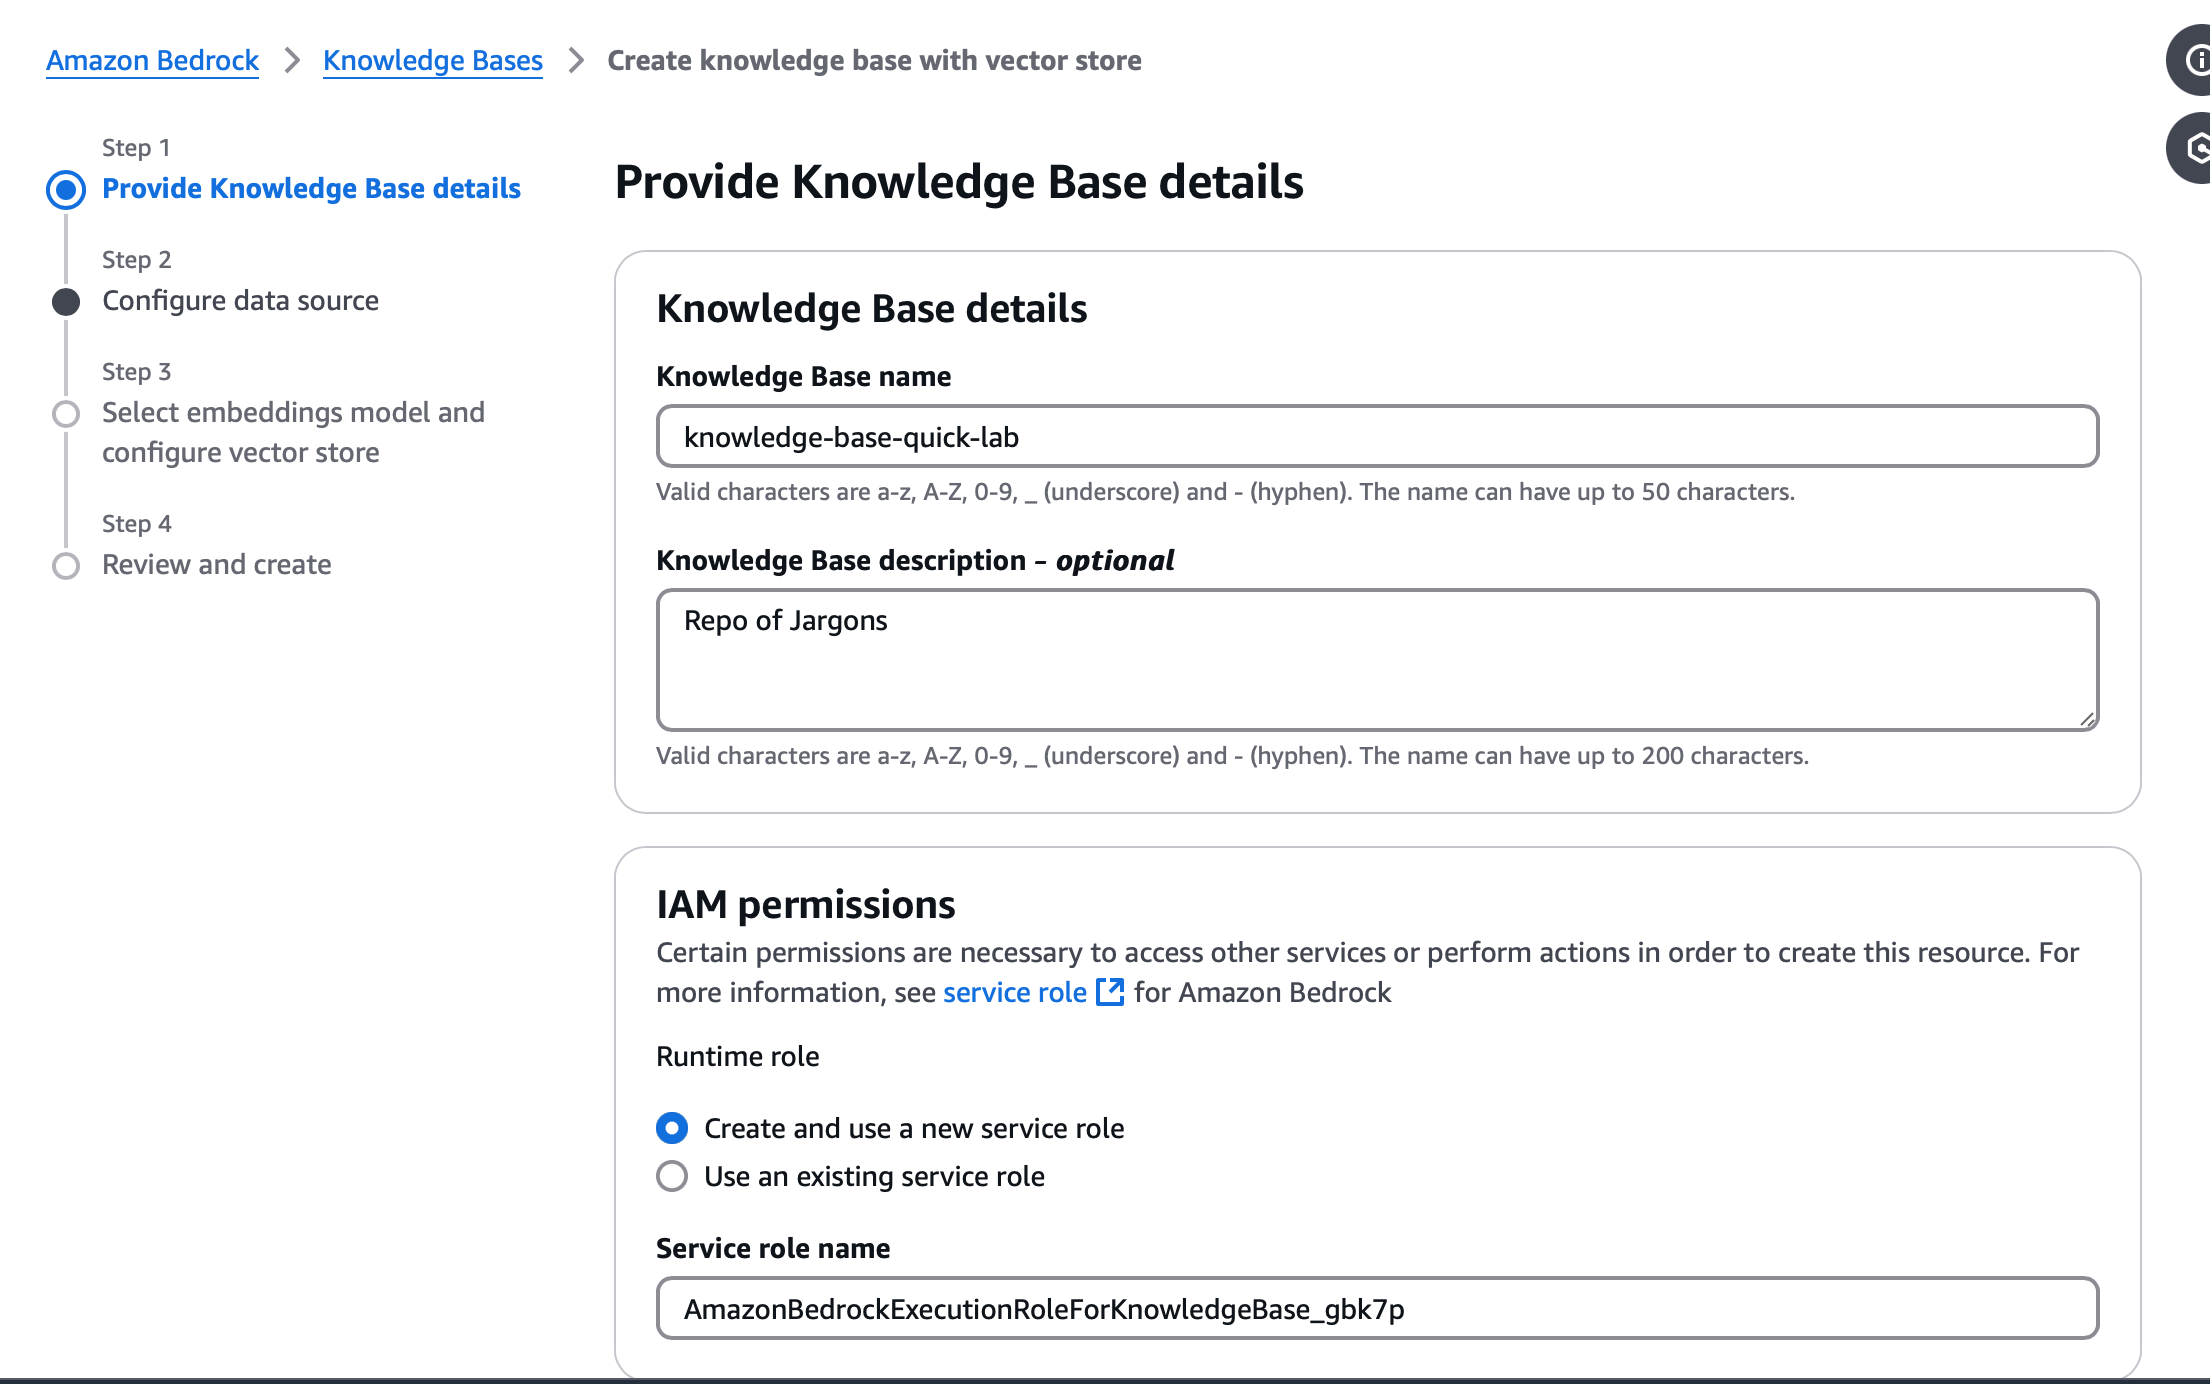 Amazon Bedrock > Knowledge Bases > Create knowledge base with vector store
Step 1
Provide Knowledge Base details
Step 2
Configure data source
Step 3
Select embeddings model and
configure vector store
Step 4
Review and create
Provide Knowledge Base details
Knowledge Base details
Knowledge Base name
knowledge-base-quick-lab
Valid characters are a-z, A-Z, 0-9, _ (underscore) and - (hyphen). The name can have up to 50 characters.
Knowledge Base description – optional
Repo of Jargons
Valid characters are a-z, A-Z, 0-9, _ (underscore) and - (hyphen). The name can have up to 200 characters.
IAM permissions
Certain permissions are necessary to access other services or perform actions in order to create this resource. For
more information, see service role for Amazon Bedrock
Runtime role
Create and use a new service role
Use an existing service role
Service role name
AmazonBedrockExecutionRoleForKnowledgeBase_gbk7p